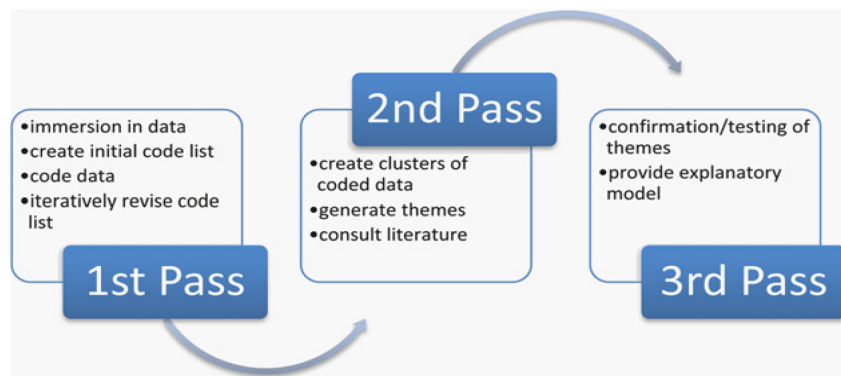 •immersion in data
•create initial code list
•code data
•iteratively revise code
list
1st Pass
2nd Pass
•create clusters of
coded data
•generate themes
•consult literature
•confirmation/testing of
themes
•provide explanatory
model
3rd Pass